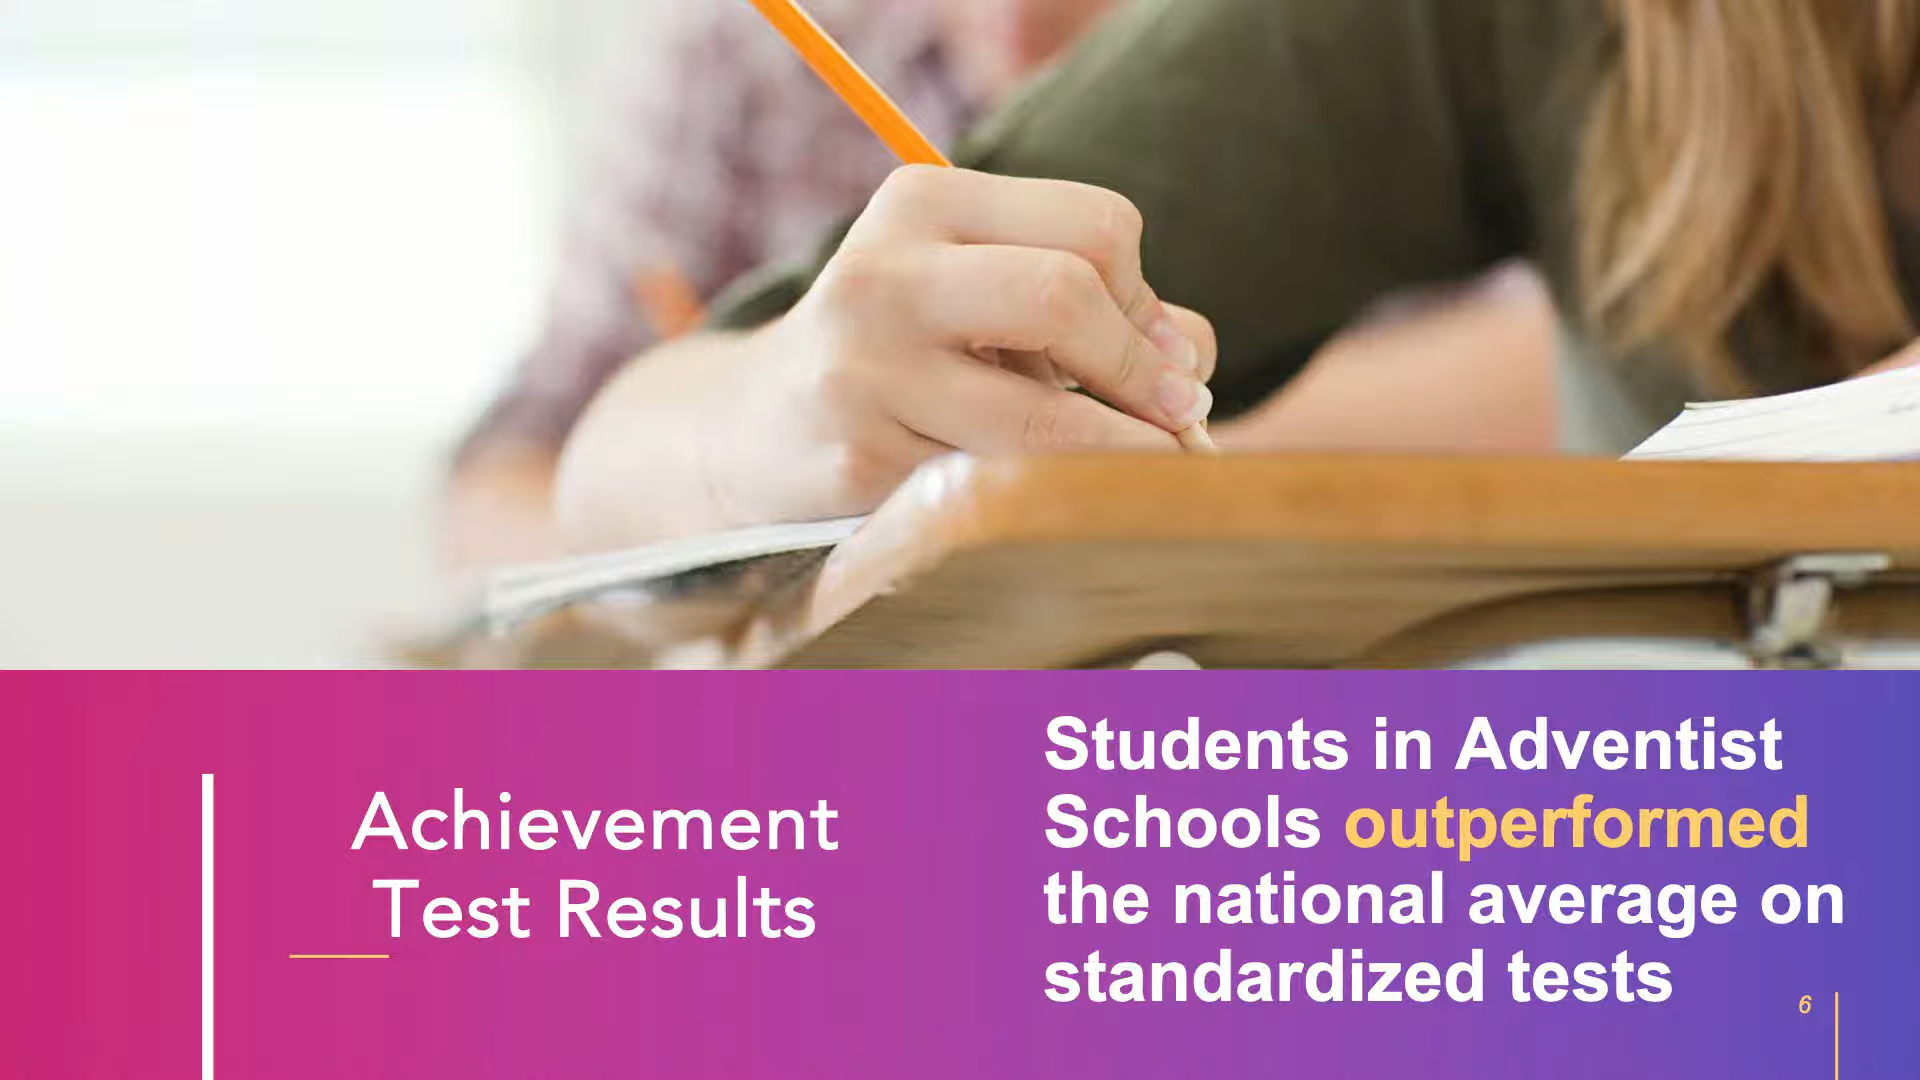 Achievement
Test Results
Students in Adventist
Schools outperformed
the national average on
standardized tests
6